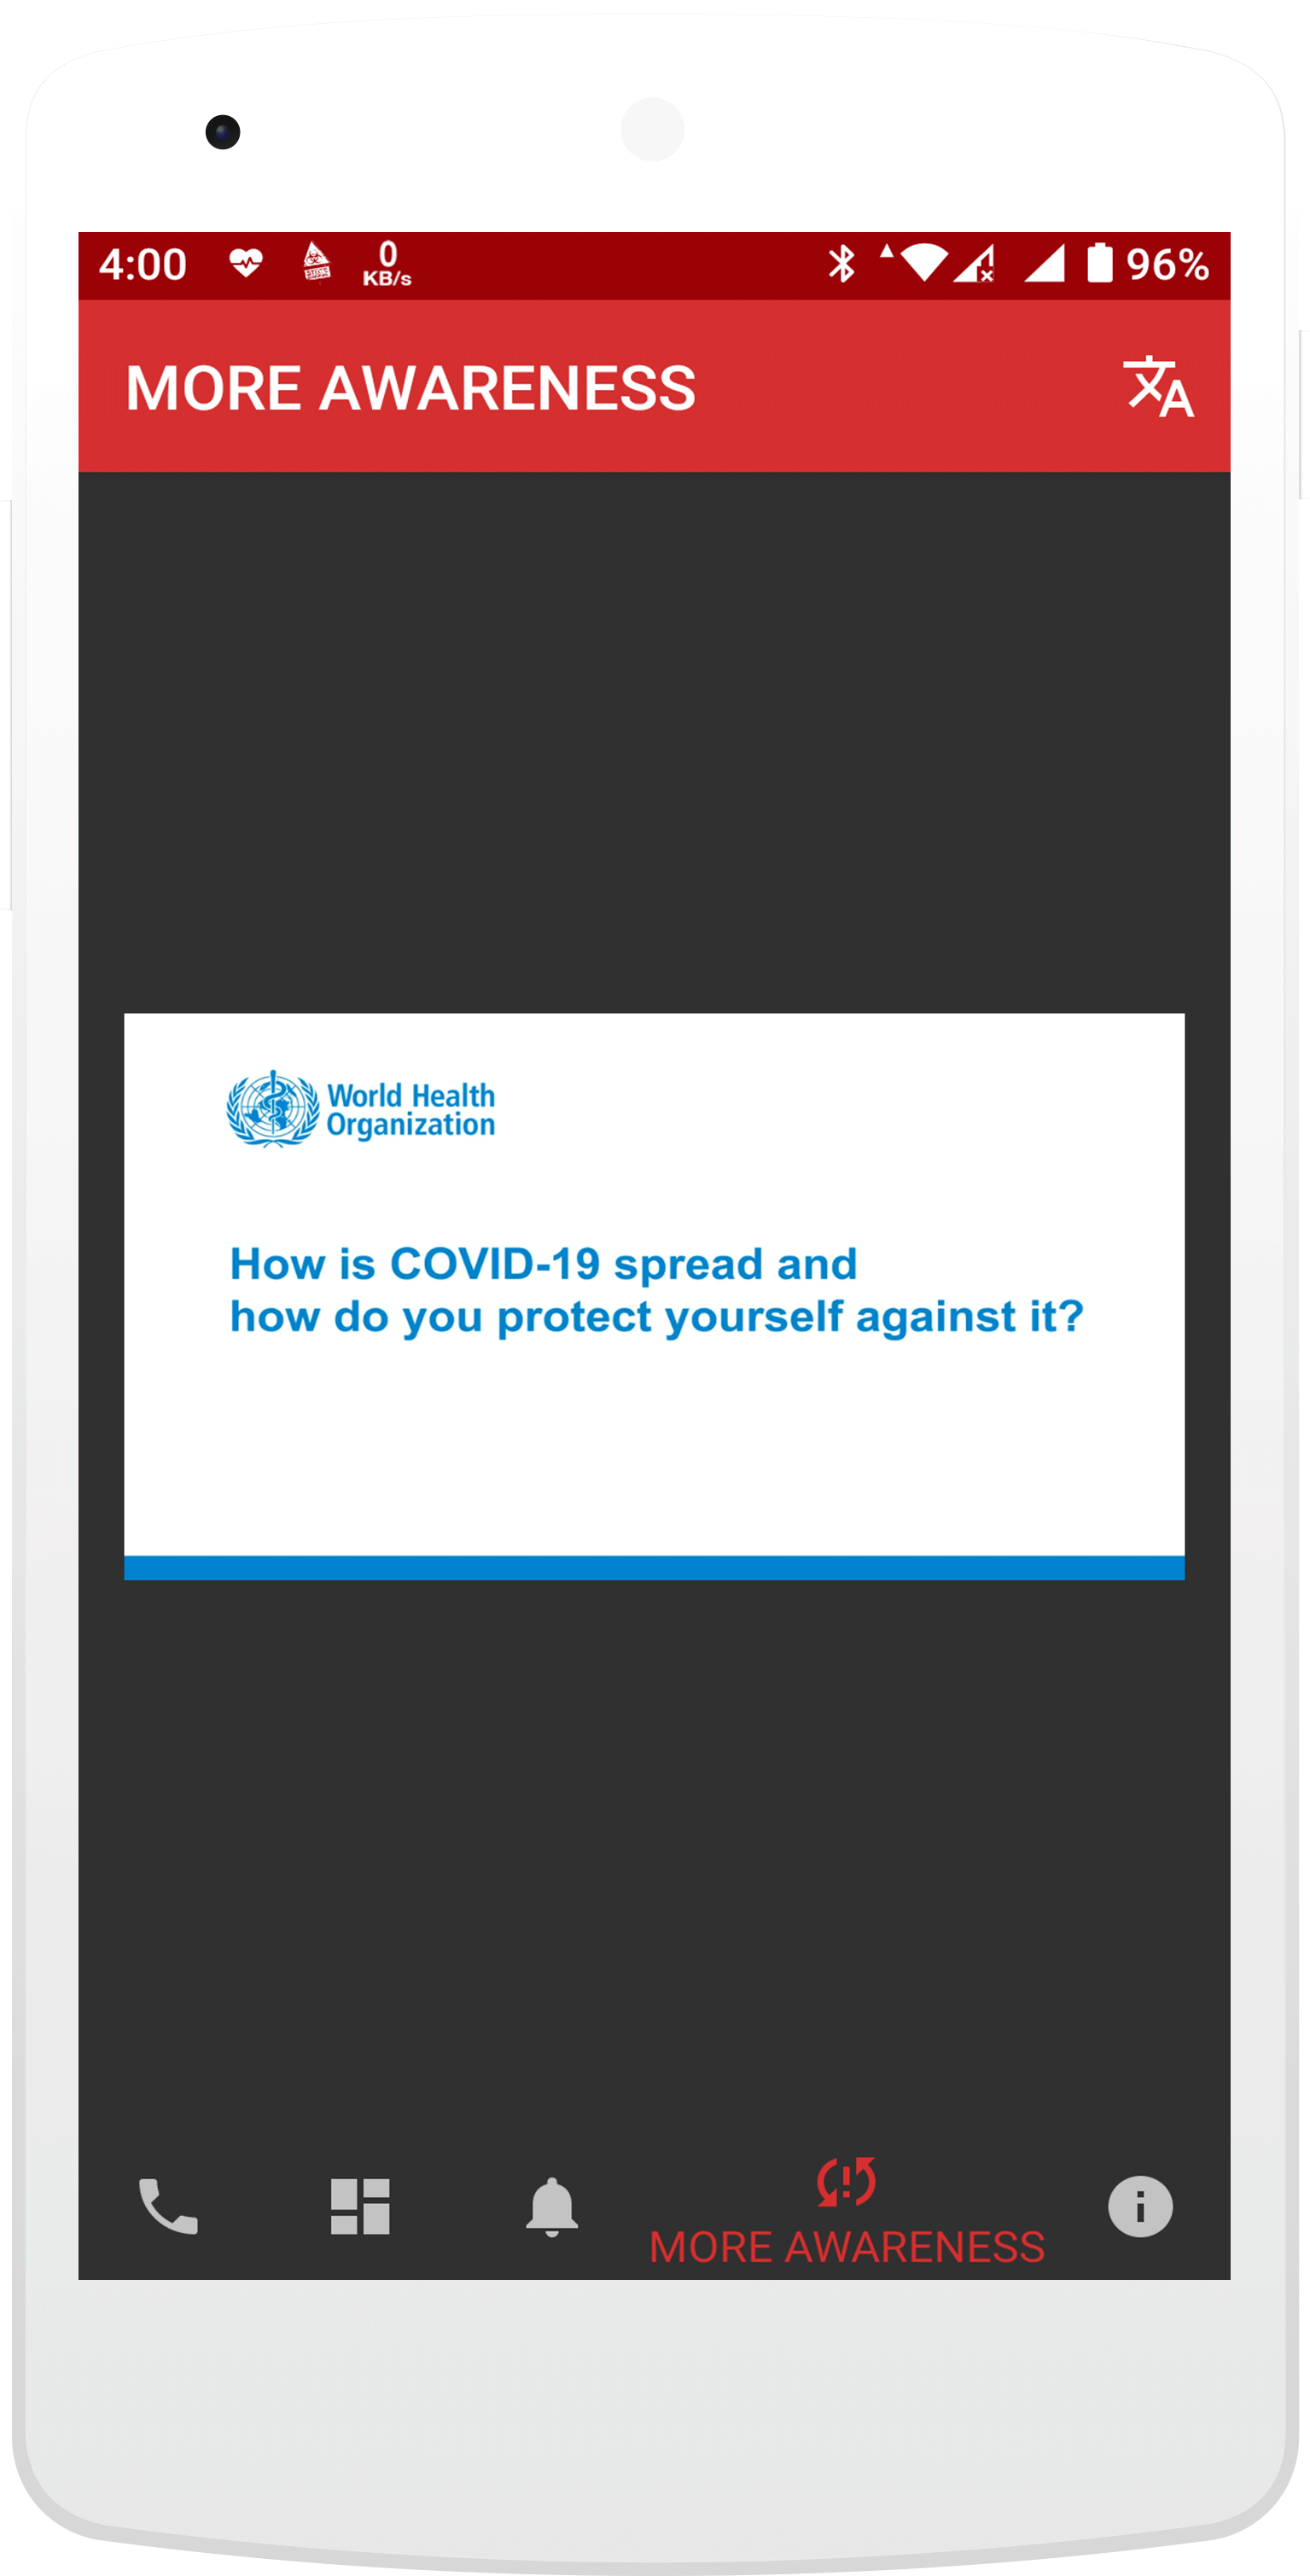 4:00
0
KB/s
96%
MORE AWARENESS
World Health
Organization
How is COVID-19 spread and
how do you protect yourself against it?
MORE AWARENESS